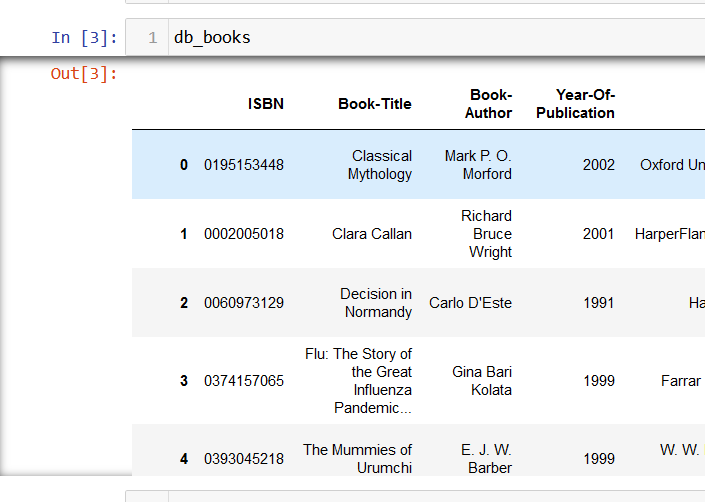 In [3]: 1 db_books
Out[3]:
ISBN Book-Title Book-Author Year-Of-Publication
0 0195153448 Classical Mythology Mark P. O. Morford 2002 Oxford Un
1 0002005018 Clara Callan Richard Bruce Wright 2001 HarperFlan
2 0060973129 Decision in Normandy Carlo D'Este 1991 Ha
3 0374157065 Flu: The Story of the Great Influenza Pandemic... Gina Bari Kolata 1999 Farrar
4 0393045218 The Mummies of Urumchi E. J. W. Barber 1999 W. W.